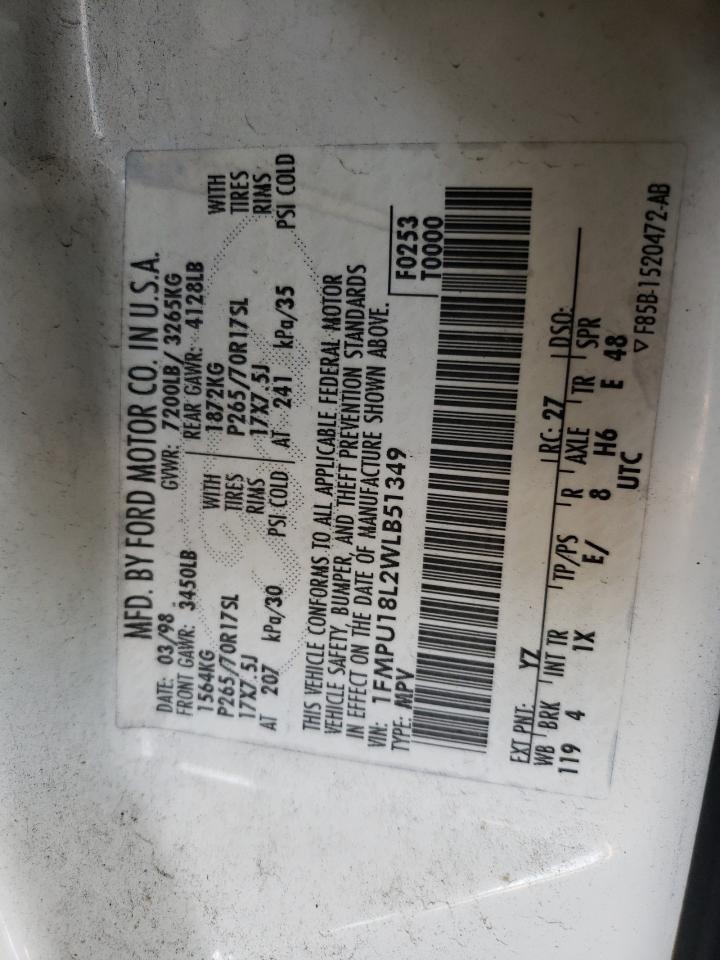 MFD. BY FORD MOTOR CO. IN U.S.A.
DATE: 03/98 GVWR: 7200LB/ 3265KG
FRONT GAWR: 3450LB REAR GAWR: 4128LB
1564KG WITH 1872KG WITH
P265/70R17SL TIRES P265/70R17SL TIRES
17X7.5J RIMS 17X7.5J RIMS
AT 207 kPa/30 PSI COLD AT 241 kPa/35 PSI COLD
THIS VEHICLE CONFORMS TO ALL APPLICABLE FEDERAL MOTOR
VEHICLE SAFETY, BUMPER, AND THEFT PREVENTION STANDARDS
IN EFFECT ON THE DATE OF MANUFACTURE SHOWN ABOVE.
VIN: 1FMPU18L2WLB51349 F0253
TYPE: MPV T0000
EXT PNT: YZ RC: 27 DSO:
WB BRK INT TR TP/PS R AXLE TR SPR
119 4 1X E/ 8 H6 E 48
UTC
▽ F85B-1520472-AB